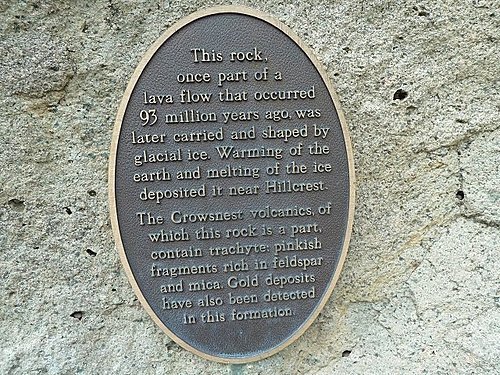 This rock,
once part of a
lava flow that occurred
93 million years ago, was
later carried and shaped by
glacial ice. Warming of the
earth and melting of the ice
deposited it near Hillcrest.
The Crowsnest volcanics, of
which this rock is a part,
contain trachyte: pinkish
fragments rich in feldspar
and mica. Gold deposits
have also been detected
in this formation.